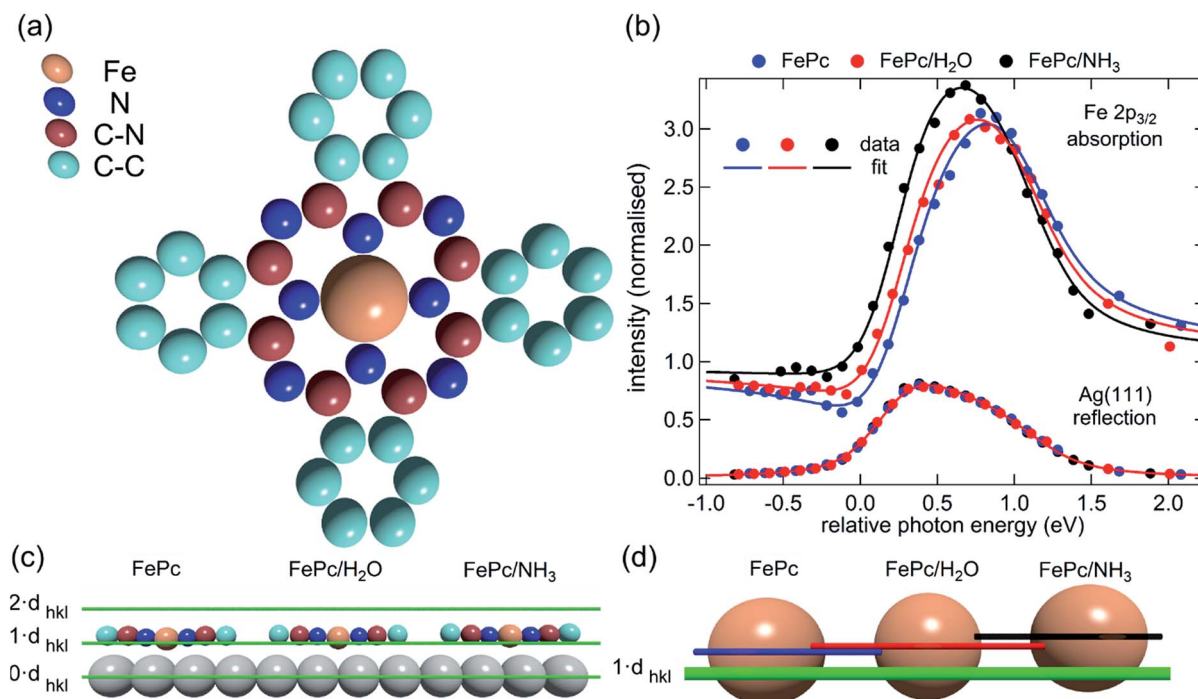 (a)
Fe
N
C-N
C-C
(b)
FePc FePc/H₂O FePc/NH₃
Fe 2p₃/₂
absorption
data
fit
Ag(111)
reflection
intensity (normalised)
3.0
2.5
2.0
1.5
1.0
0.5
0.0
-1.0 -0.5 0.0 0.5 1.0 1.5 2.0
relative photon energy (eV)
(c)
FePc FePc/H₂O FePc/NH₃
2·d hkl
1·d hkl
0·d hkl
(d)
FePc FePc/H₂O FePc/NH₃
1·d hkl